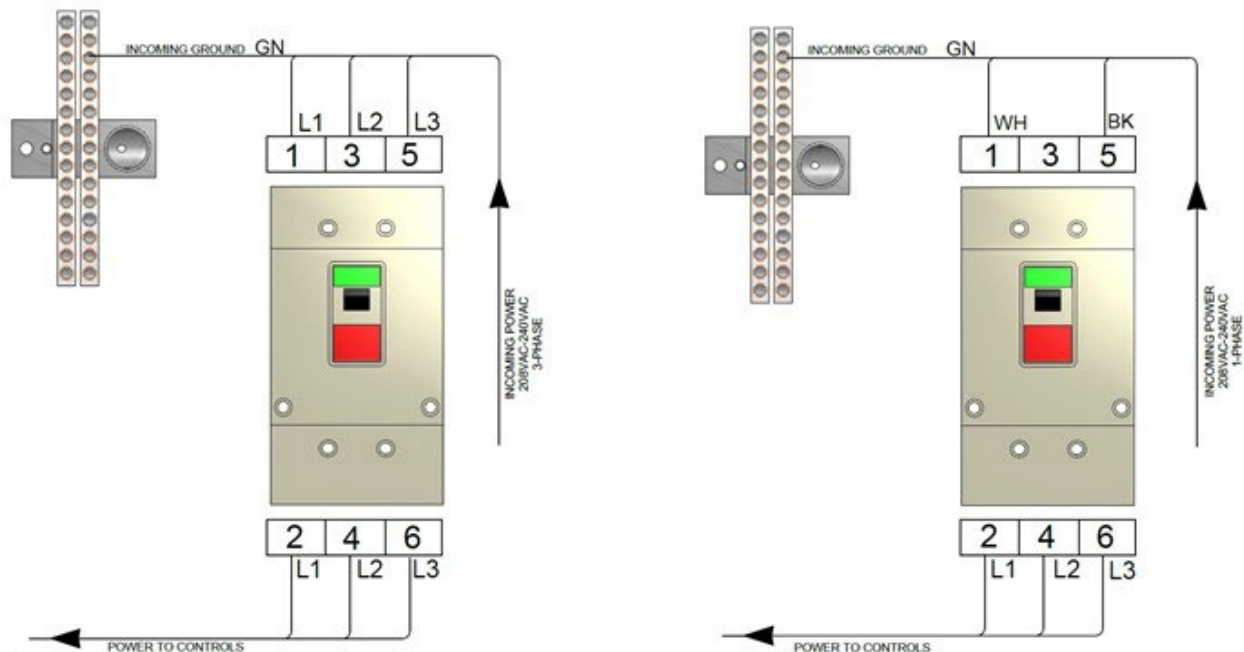 INCOMING GROUND GN
L1 L2 L3
1 3 5
INCOMING POWER
208VAC-240VAC
3-PHASE
2 4 6
L1 L2 L3
POWER TO CONTROLS
INCOMING GROUND GN
WH BK
1 3 5
INCOMING POWER
208VAC-240VAC
1-PHASE
2 4 6
L1 L2 L3
POWER TO CONTROLS